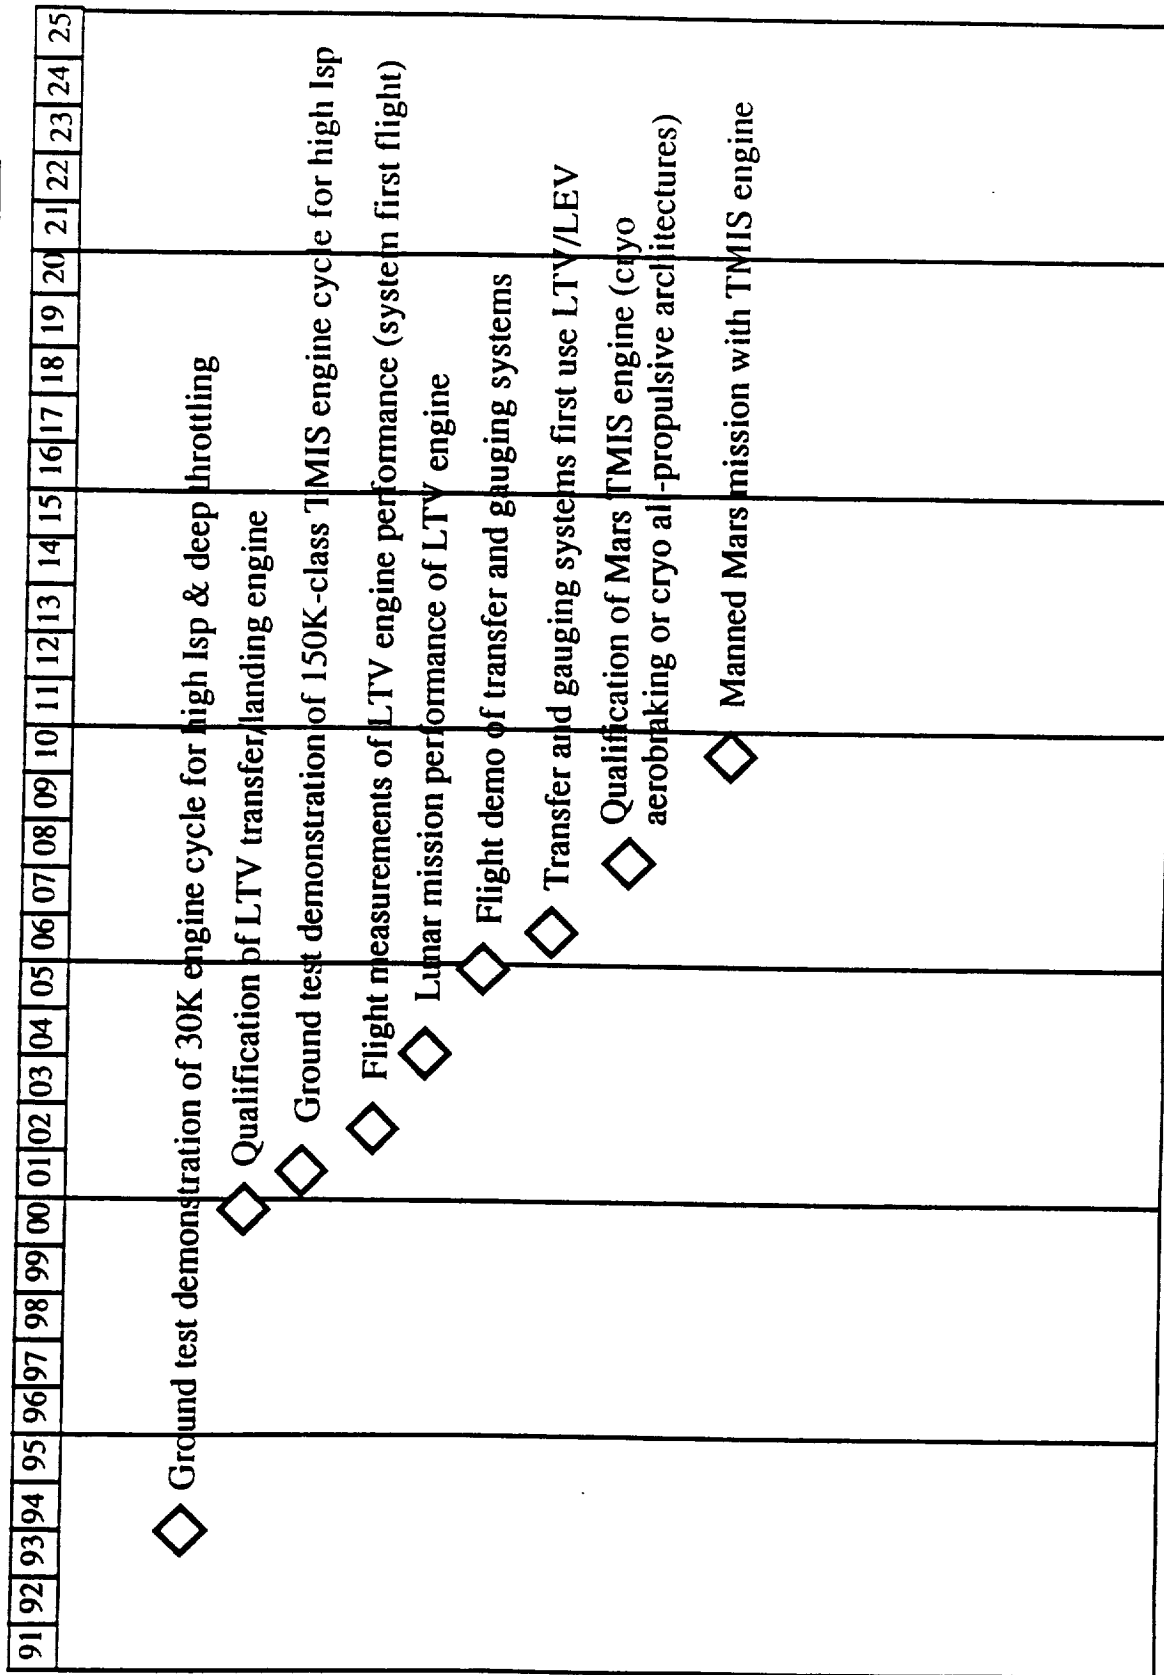 91 92 93 94 95 96 97 98 99 00 01 02 03 04 05 06 07 08 09 10 11 12 13 14 15 16 17 18 19 20 21 22 23 24 25
Ground test demonstration of 30K engine cycle for high Isp & deep throttling
Qualification of LTV transfer/landing engine
Ground test demonstration of 150K-class TMIS engine cycle for high Isp
Flight measurements of LTV engine performance (system first flight)
Lunar mission performance of LTV engine
Flight demo of transfer and gauging systems
Transfer and gauging systems first use LTV/LEV
Qualification of Mars TMIS engine (cryo
aerobraking or cryo all-propulsive architectures)
Manned Mars mission with TMIS engine